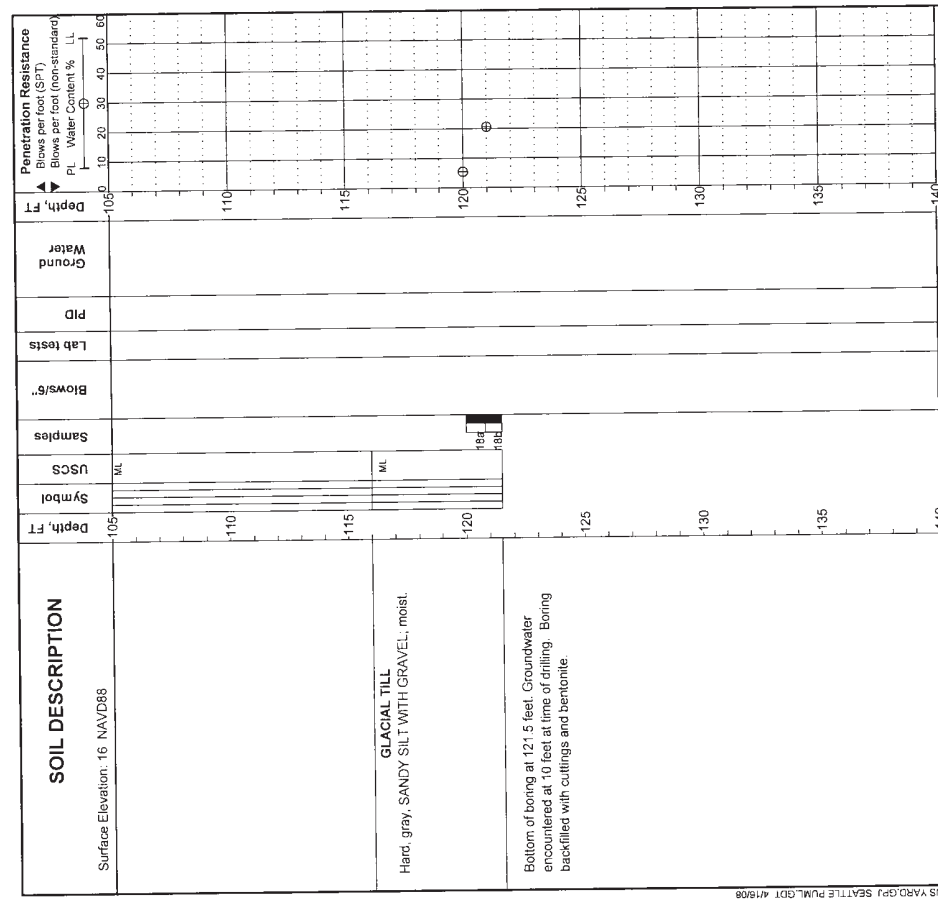 SOIL DESCRIPTION
Surface Elevation: 16 NAVD88
Depth, FT
Symbol
USCS
Samples
Blows/6"
Lab tests
PID
Ground
Water
Depth, FT
Penetration Resistance
▲ Blows per foot (SPT)
▼ Blows per foot (non-standard)
PL Water Content % LL
0 10 20 30 40 50 60
105
ML
105
110
110
115
115
GLACIAL TILL
ML
Hard, gray, SANDY SILT WITH GRAVEL; moist.
120
18a
18b
120
Bottom of boring at 121.5 feet. Groundwater
encountered at 10 feet at time of drilling. Boring
backfilled with cuttings and bentonite.
125
125
130
130
135
135
140
140
YARD.GPJ SEATTLE PUML.GDT 4/16/08